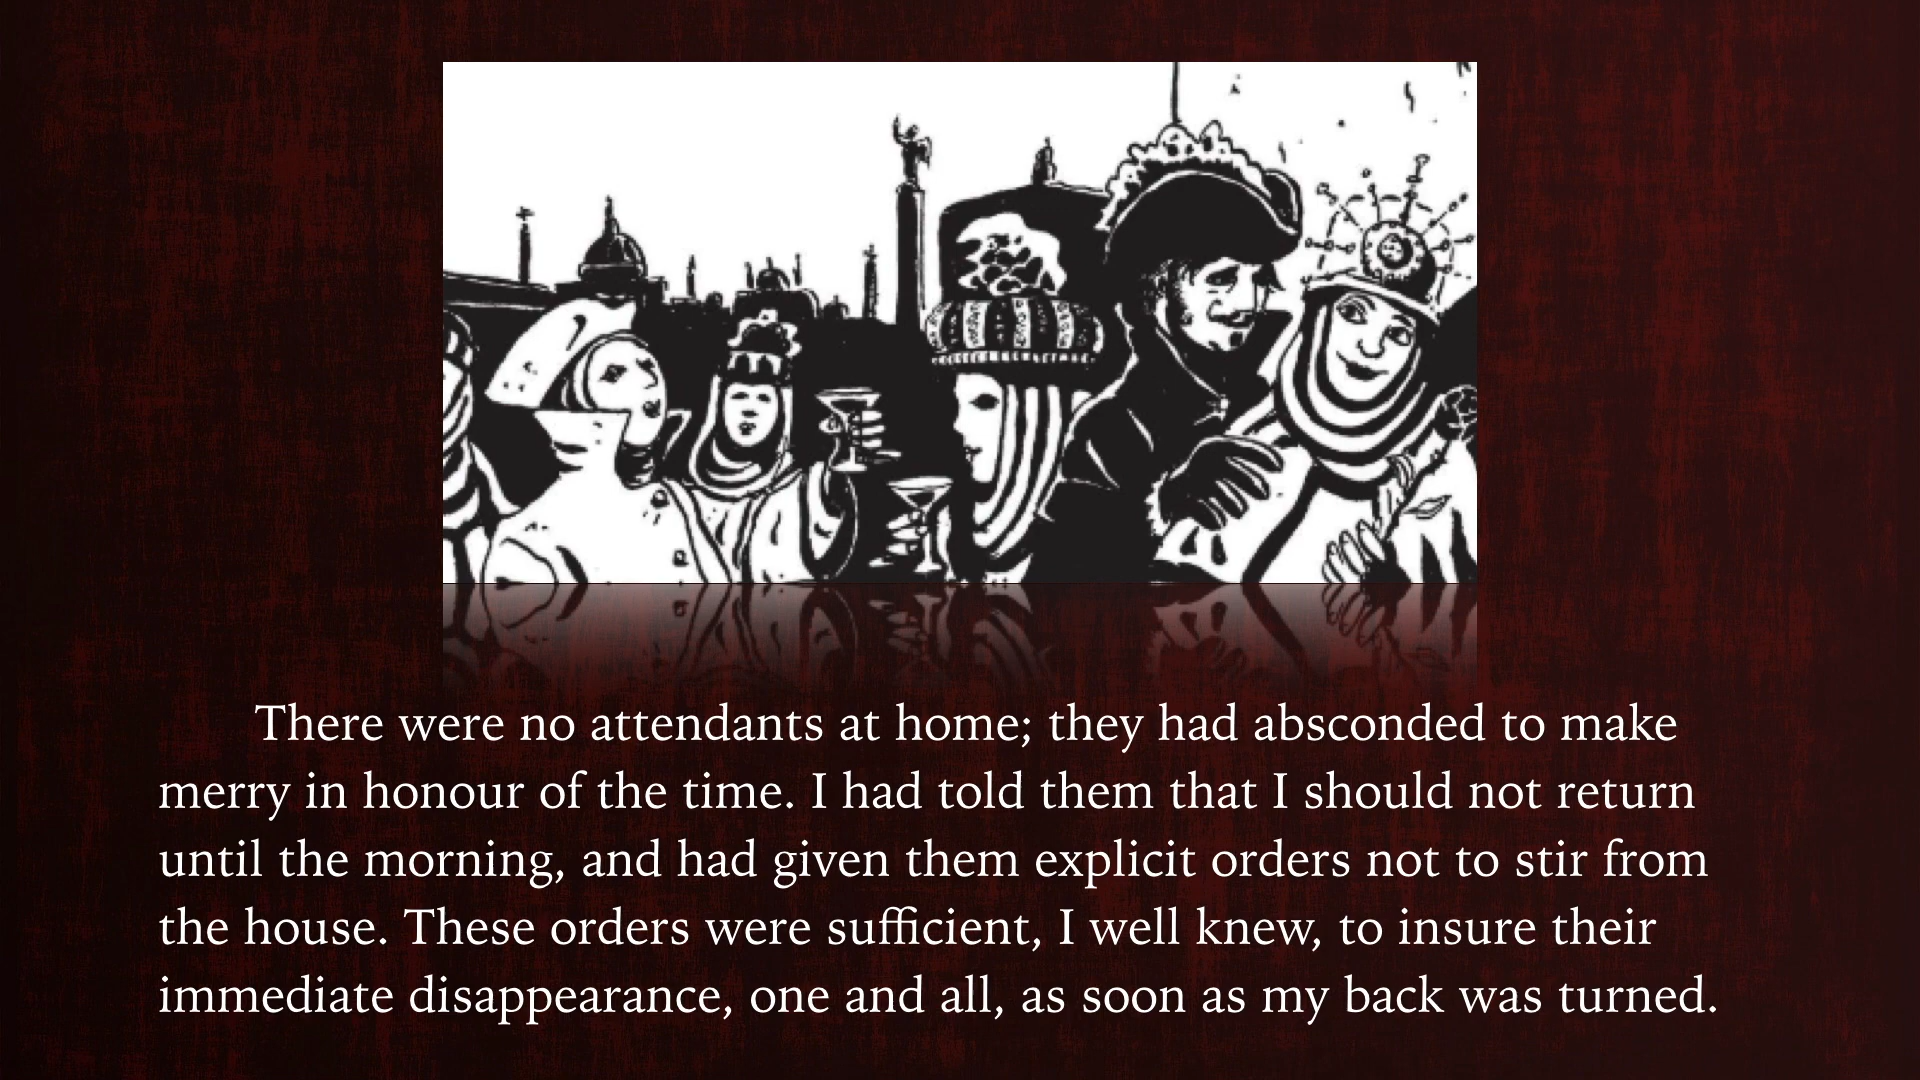 There were no attendants at home; they had absconded to make
merry in honour of the time. I had told them that I should not return
until the morning, and had given them explicit orders not to stir from
the house. These orders were sufficient, I well knew, to insure their
immediate disappearance, one and all, as soon as my back was turned.